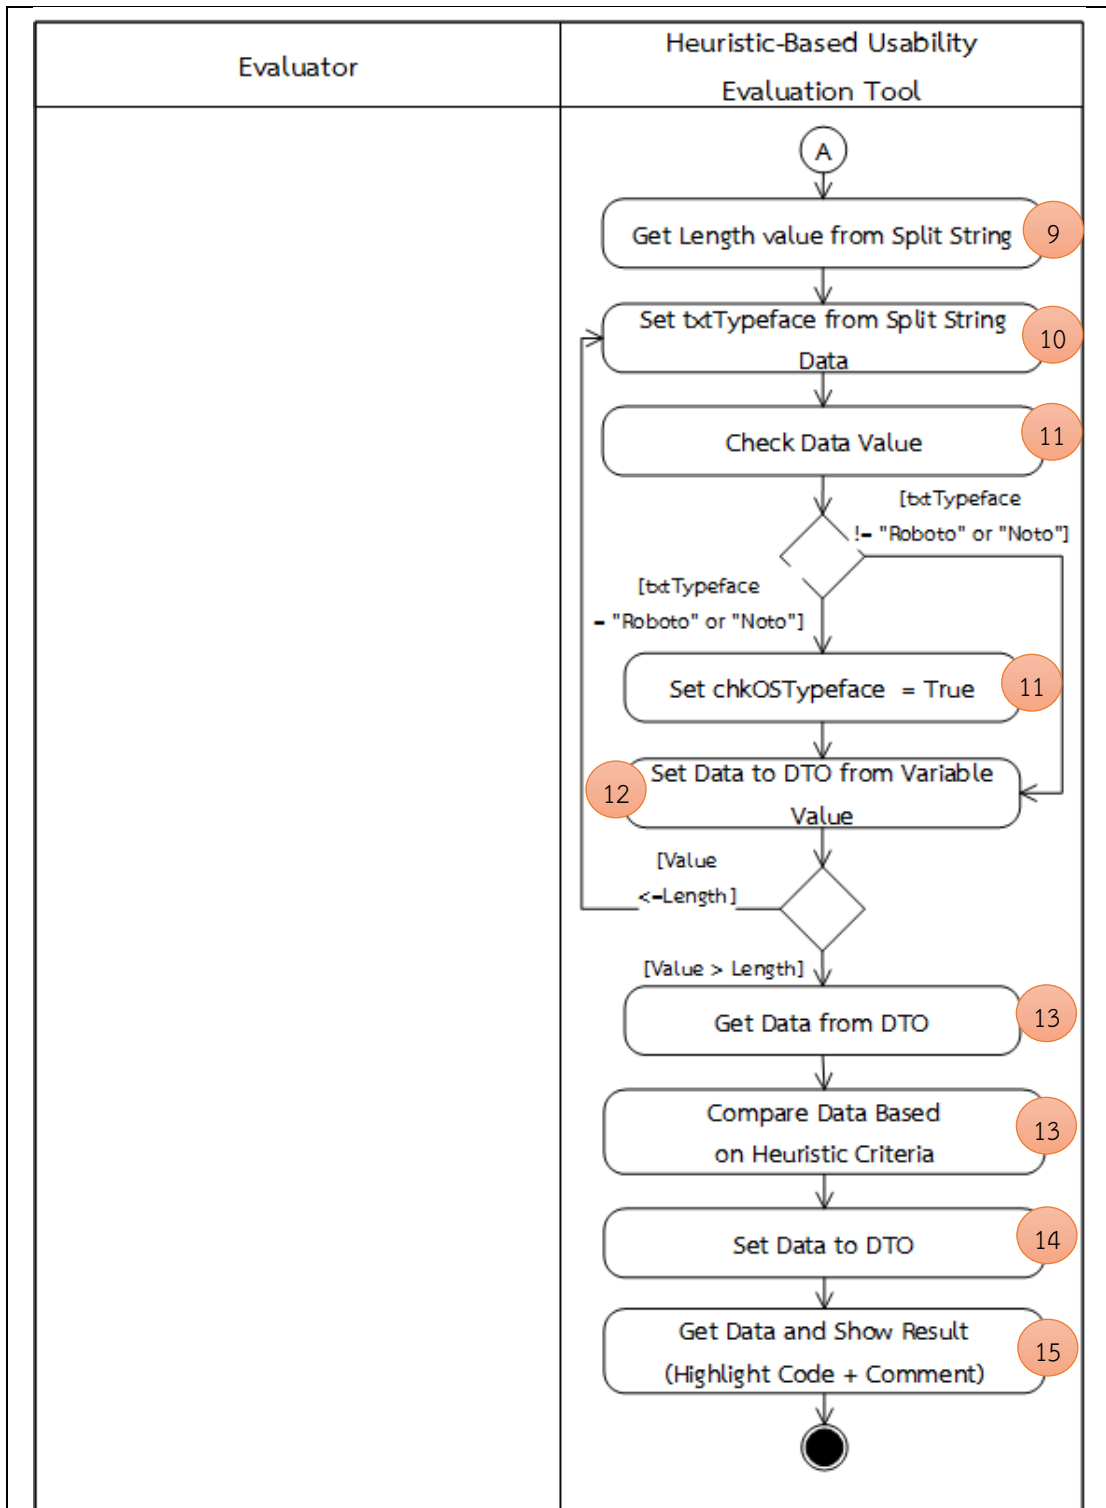 Evaluator
Heuristic-Based Usability
Evaluation Tool
A
Get Length value from Split String
9
Set txtTypeface from Split String
Data
10
Check Data Value
11
[txtTypeface
!= "Roboto" or "Noto"]
[txtTypeface
= "Roboto" or "Noto"]
Set chkOSTypeface = True
11
Set Data to DTO from Variable
Value
12
[Value
<=Length]
[Value > Length]
Get Data from DTO
13
Compare Data Based
on Heuristic Criteria
13
Set Data to DTO
14
Get Data and Show Result
(Highlight Code + Comment)
15